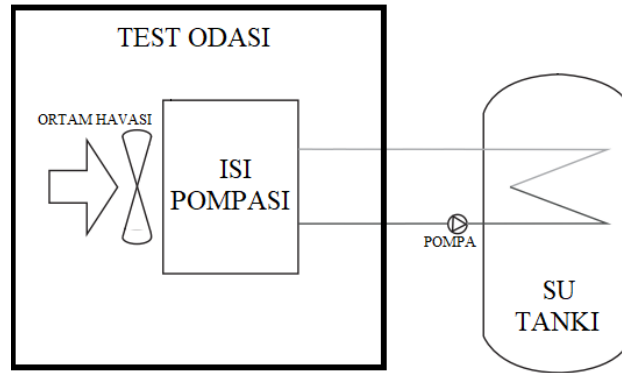 TEST ODASI
ORTAM HAVASI
ISI
POMPASI
POMPA
SU
TANKI